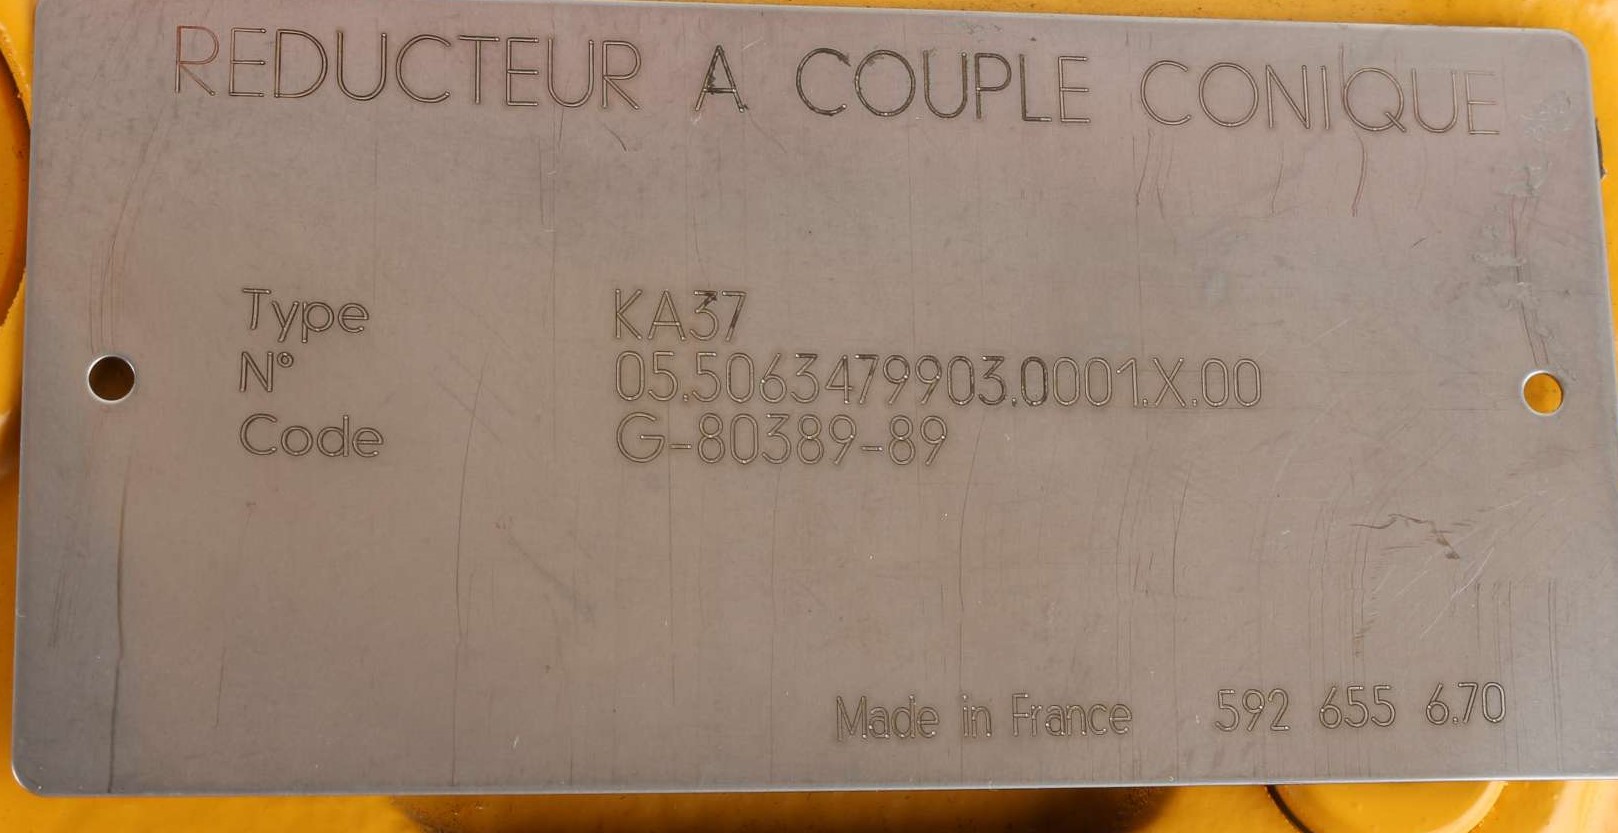 REDUCTEUR A COUPLE CONIQUE
Type KA37
N° 05.5063479903.0001.X.00
Code G-80389-89
Made in France 592 655 6.70